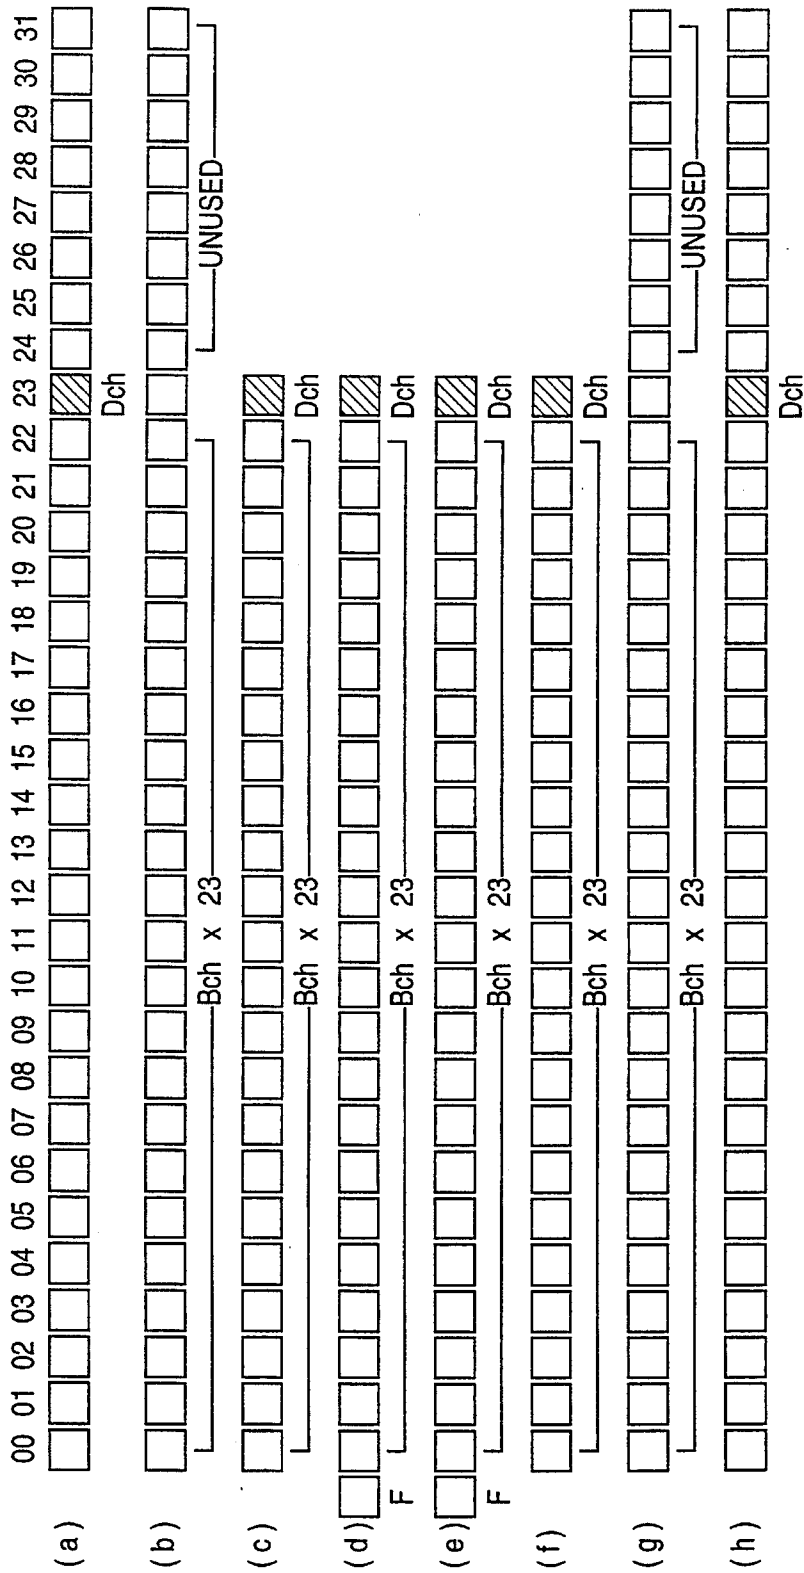 00 01 02 03 04 05 06 07 08 09 10 11 12 13 14 15 16 17 18 19 20 21 22 23 24 25 26 27 28 29 30 31
(a)
Dch
(b)
Bch x 23 UNUSED
(c)
Bch x 23 Dch
(d)
F Bch x 23 Dch
(e)
F Bch x 23 Dch
(f)
Bch x 23 Dch
(g)
Bch x 23 UNUSED
(h)
Dch